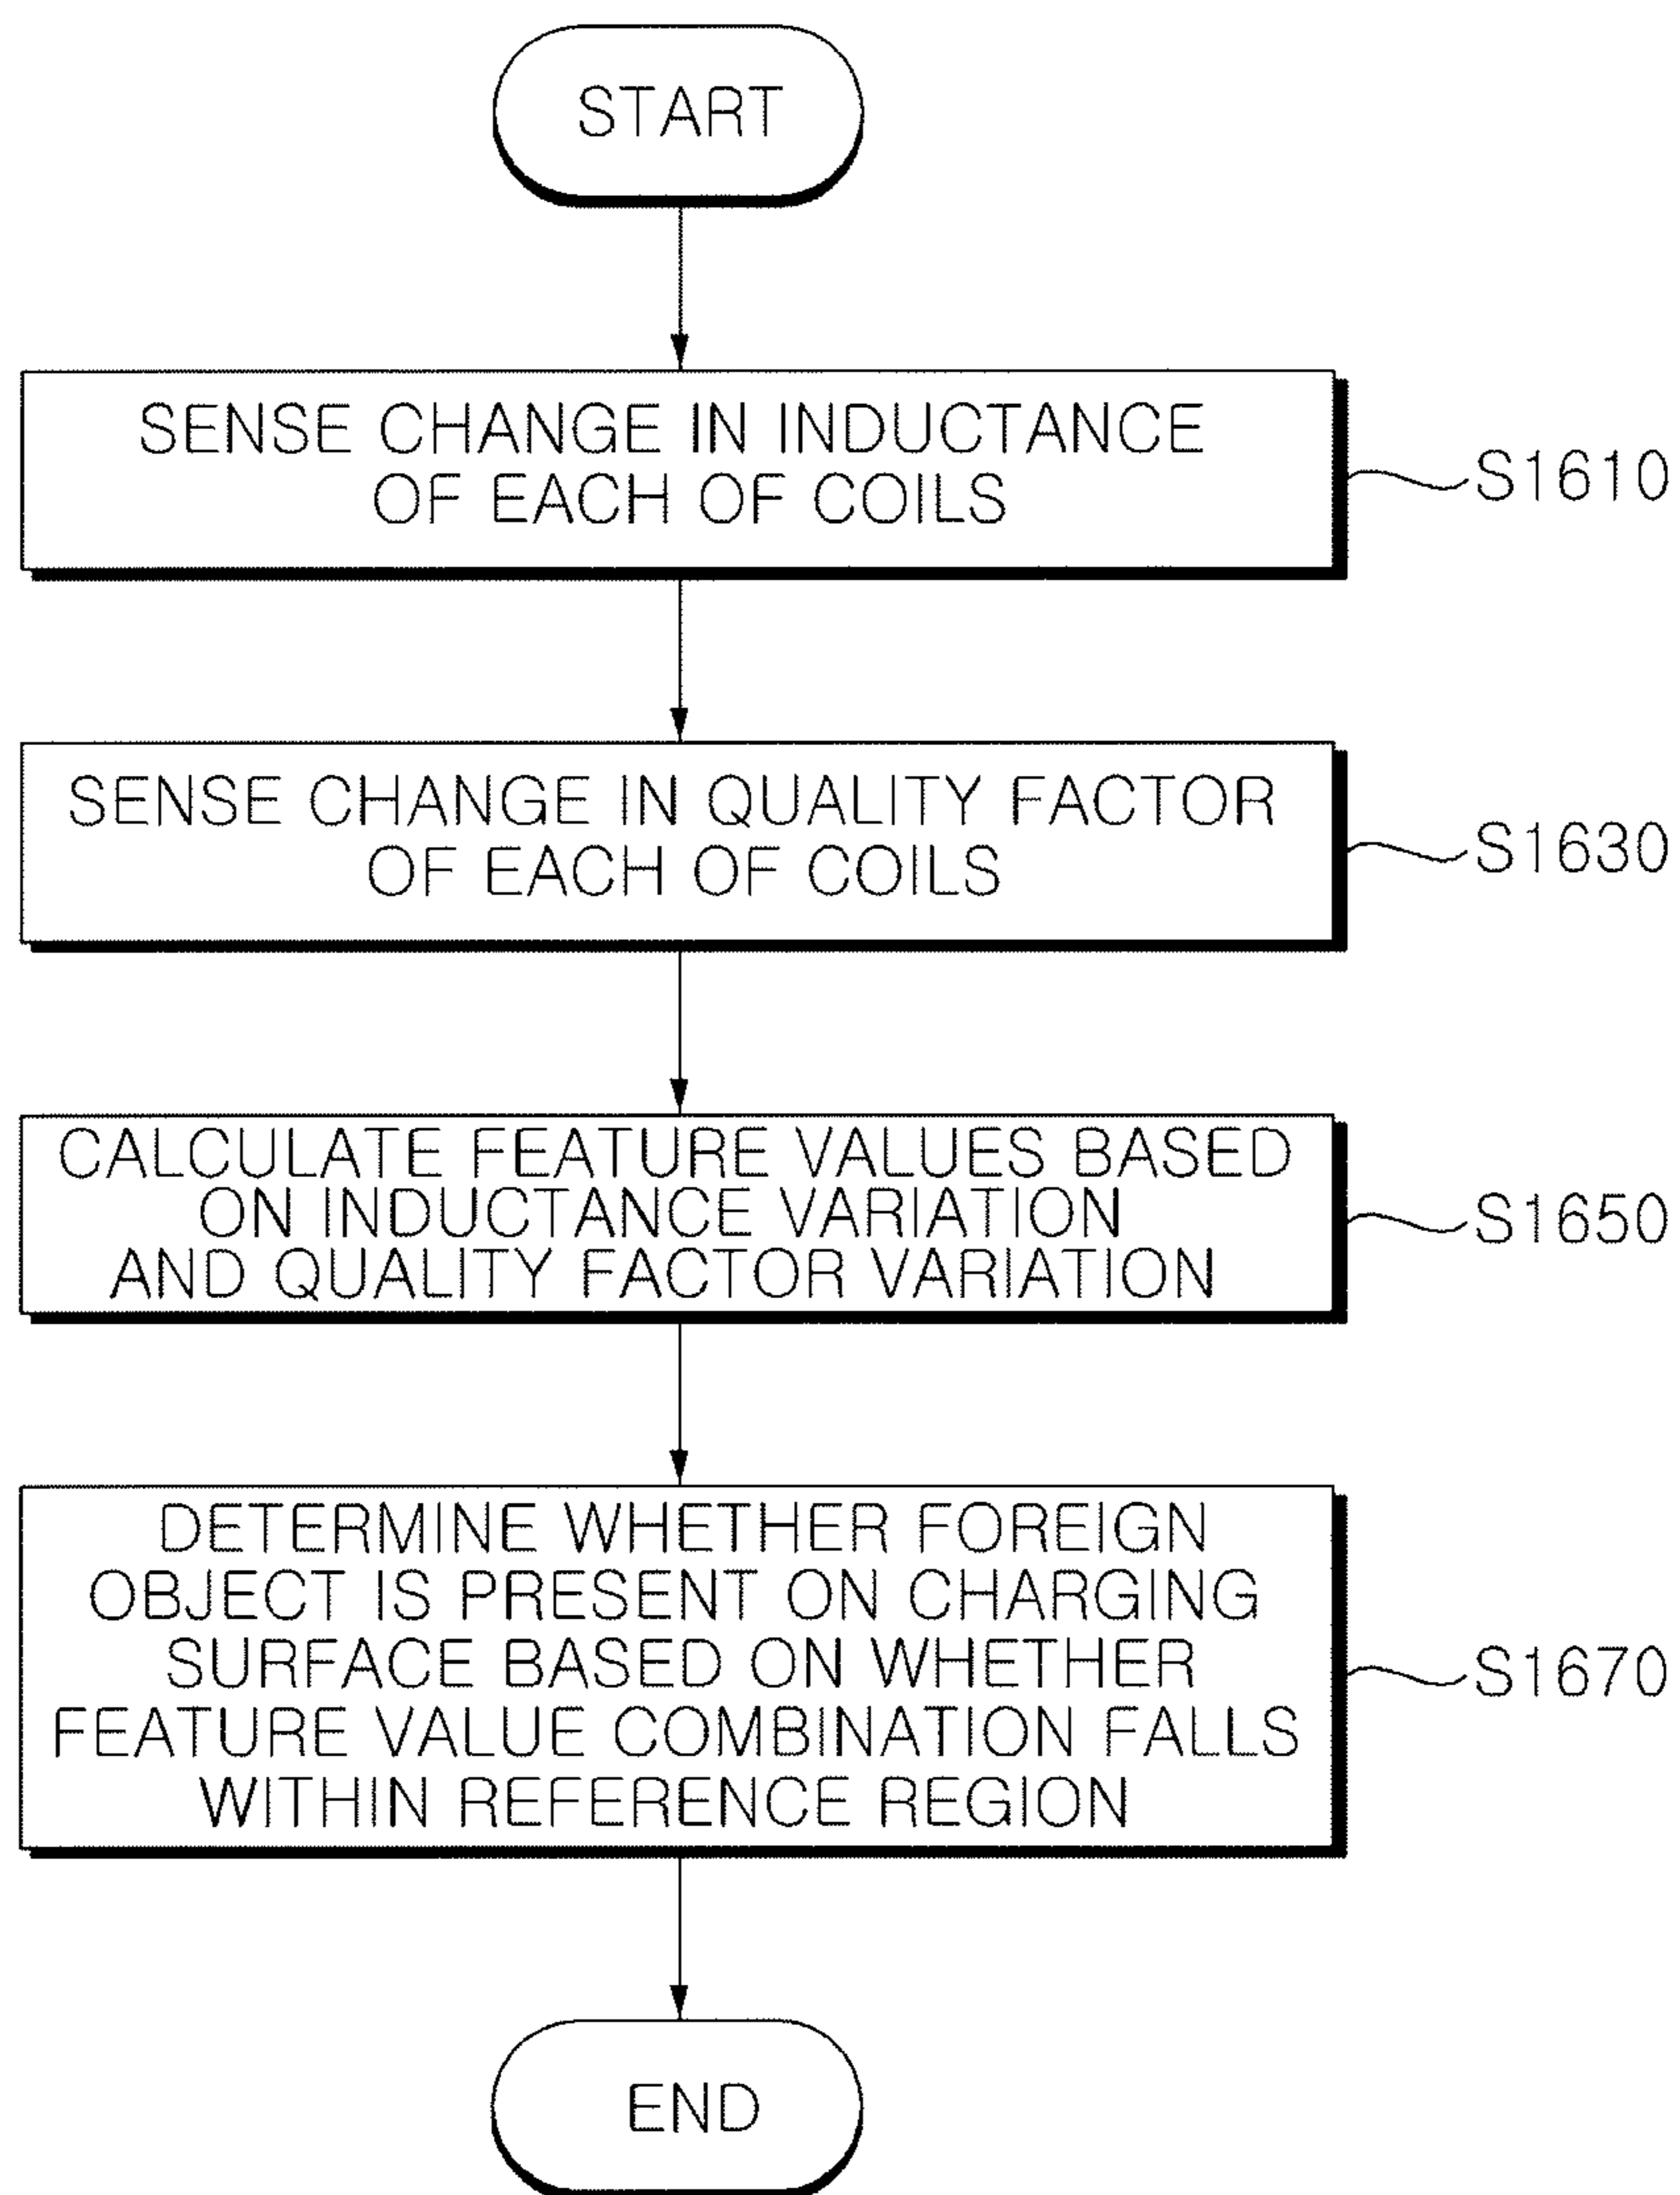 START
SENSE CHANGE IN INDUCTANCE
OF EACH OF COILS
S1610
SENSE CHANGE IN QUALITY FACTOR
OF EACH OF COILS
S1630
CALCULATE FEATURE VALUES BASED
ON INDUCTANCE VARIATION
AND QUALITY FACTOR VARIATION
S1650
DETERMINE WHETHER FOREIGN
OBJECT IS PRESENT ON CHARGING
SURFACE BASED ON WHETHER
FEATURE VALUE COMBINATION FALLS
WITHIN REFERENCE REGION
S1670
END